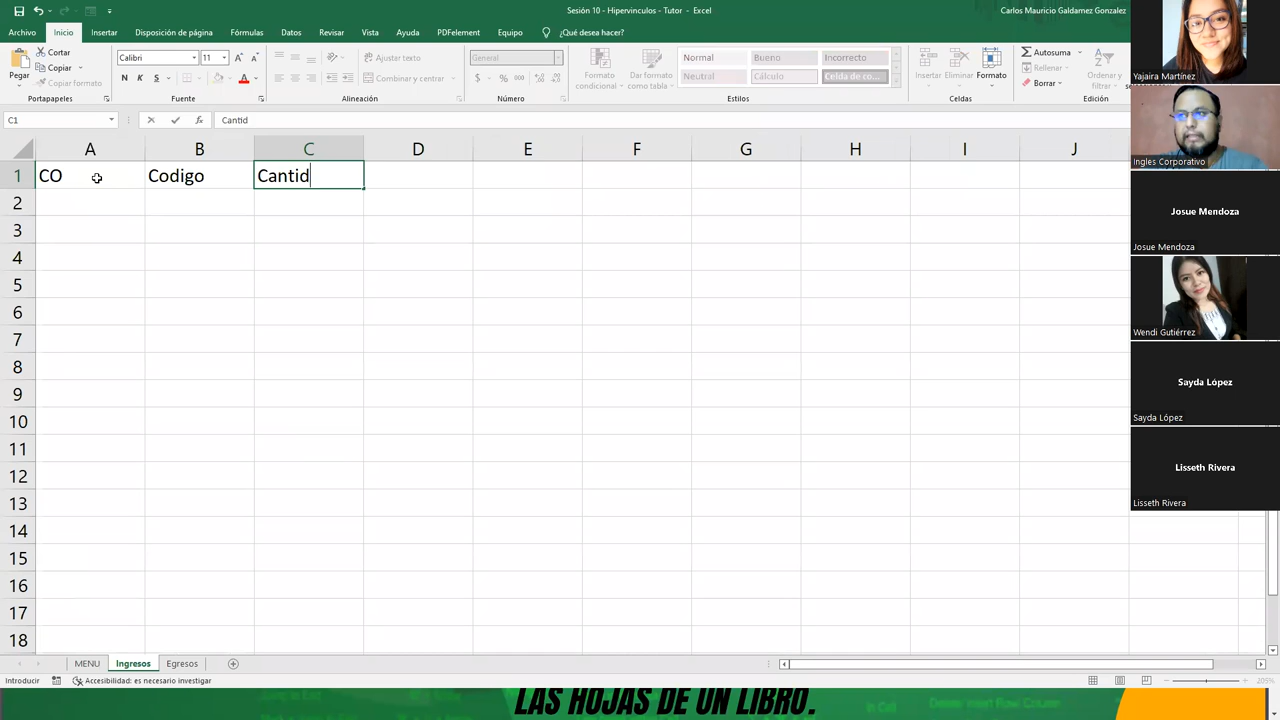 Sesión 10 - Hipervinculos - Tutor - Excel
Carlos Mauricio Galdamez Gonzalez
Archivo Inicio Insertar Disposición de página Fórmulas Datos Revisar Vista Ayuda PDFelement Equipo ¿Qué desea hacer?
Pegar
Cortar
Copiar
Copiar formato
Portapapeles
Calibri 11
N K S
Fuente
Ajustar texto
Combinar y centrar
Alineación
General
$ % 000
Número
Formato condicional
Dar formato como tabla
Normal Bueno Incorrecto
Neutral Cálculo Celda de co...
Estilos
Insertar Eliminar Formato
Celdas
Autosuma
Rellenar
Borrar
Ordenar y filtrar
Edición
C1 fx Cantid
A B C D E F G H I J
1 CO Codigo Cantid
2
3
4
5
6
7
8
9
10
11
12
13
14
15
16
17
18
MENU Ingresos Egresos
Introducir Accesibilidad: es necesario investigar
205%
Yajaira Martínez
Ingles Corporativo
Josue Mendoza
Josue Mendoza
Wendi Gutiérrez
Sayda López
Sayda López
Lisseth Rivera
Lisseth Rivera
LAS HOJAS DE UN LIBRO.